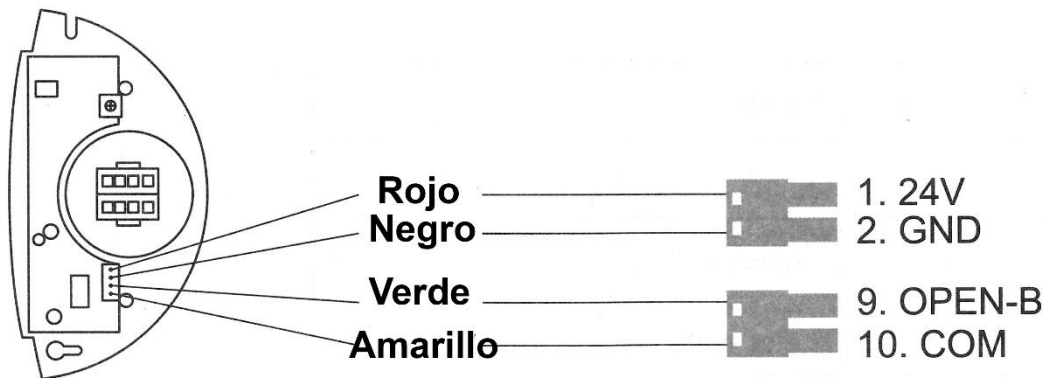 Rojo 1. 24V
Negro 2. GND
Verde 9. OPEN-B
Amarillo 10. COM